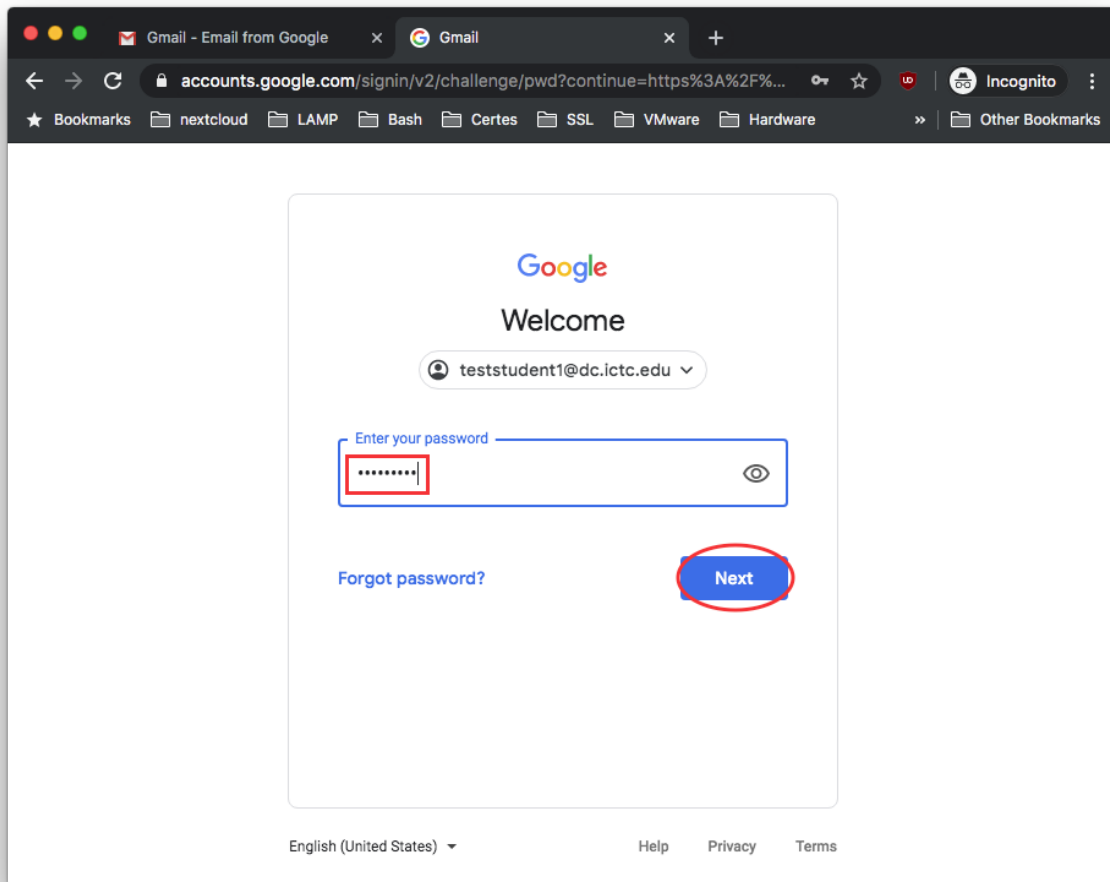 Gmail - Email from Google
Gmail
accounts.google.com/signin/v2/challenge/pwd?continue=https%3A%2F%...
Incognito
Bookmarks nextcloud LAMP Bash Certes SSL VMware Hardware » Other Bookmarks
Google
Welcome
teststudent1@dc.ictc.edu
Enter your password
•••••••••
Forgot password? Next
English (United States) Help Privacy Terms